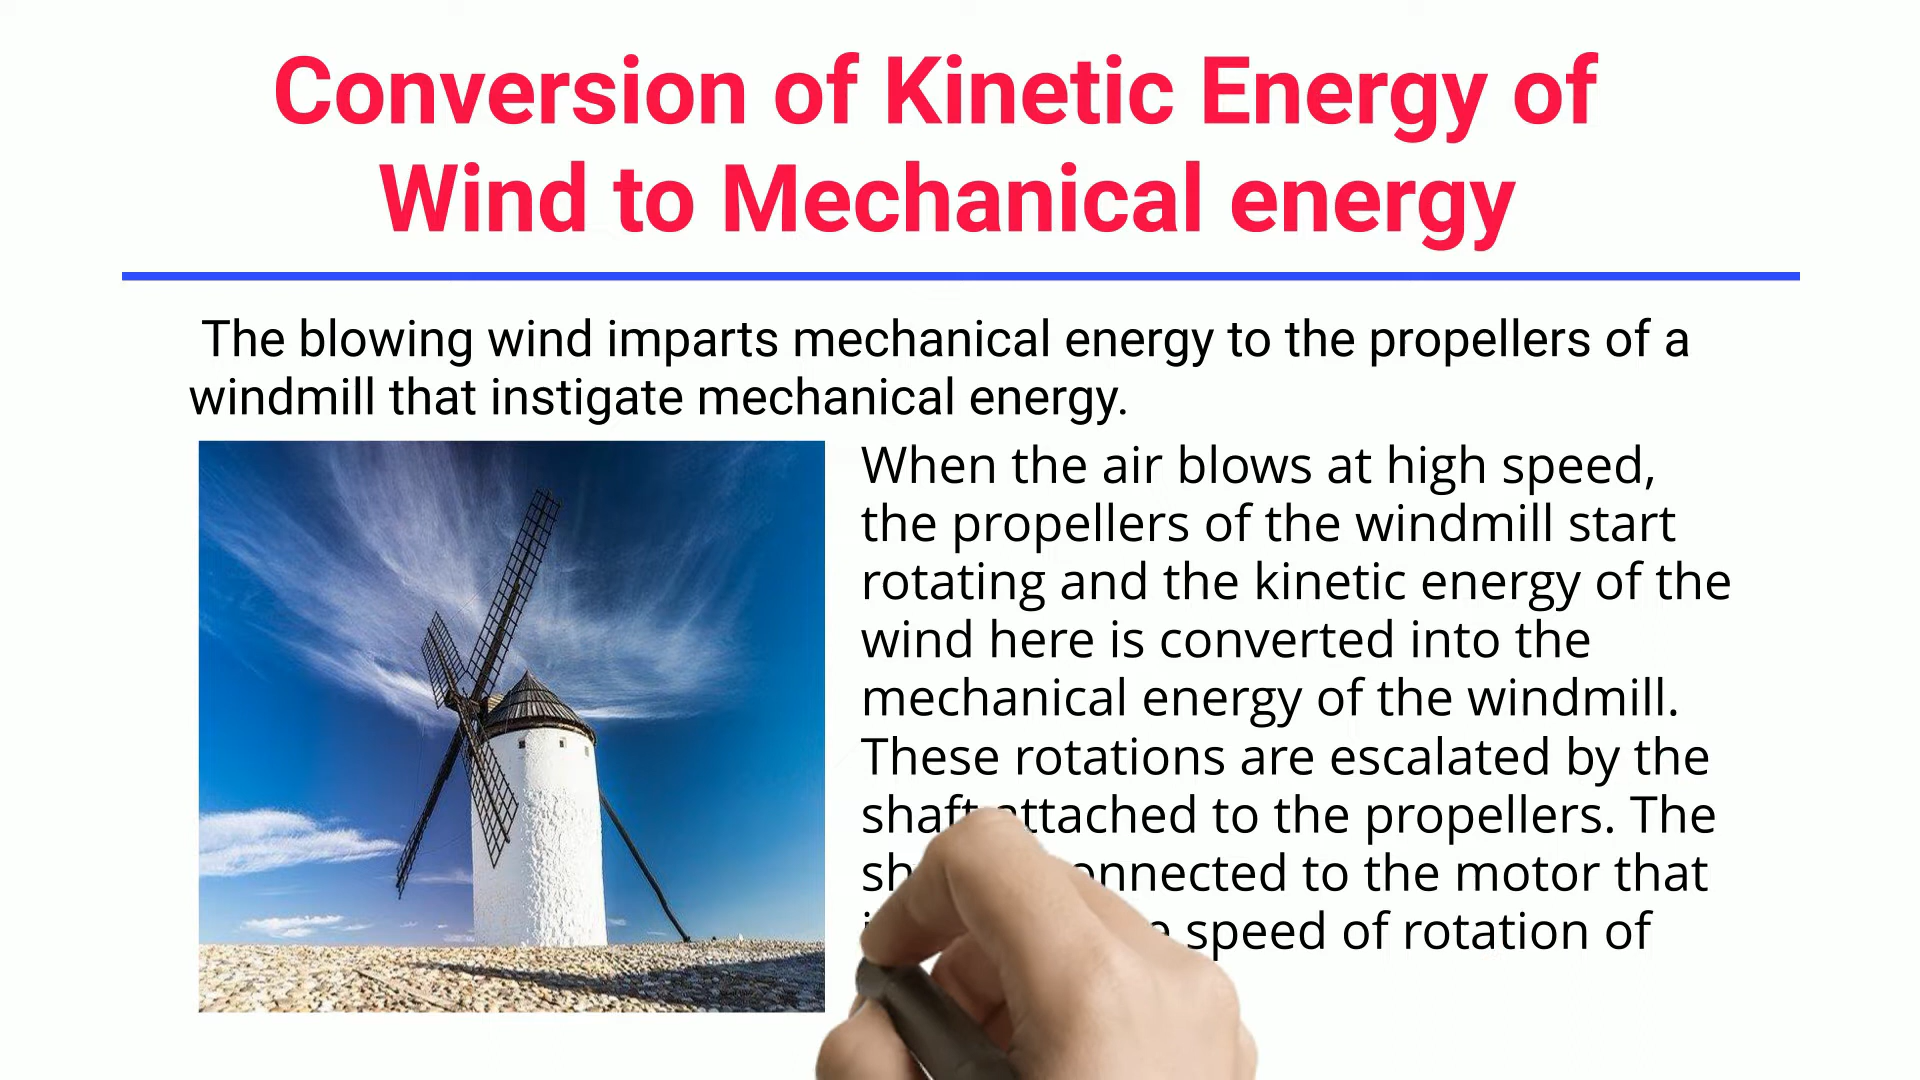 Conversion of Kinetic Energy of
Wind to Mechanical energy
The blowing wind imparts mechanical energy to the propellers of a
windmill that instigate mechanical energy.
When the air blows at high speed,
the propellers of the windmill start
rotating and the kinetic energy of the
wind here is converted into the
mechanical energy of the windmill.
These rotations are escalated by the
shaft attached to the propellers. The
connected to the motor that
speed of rotation of